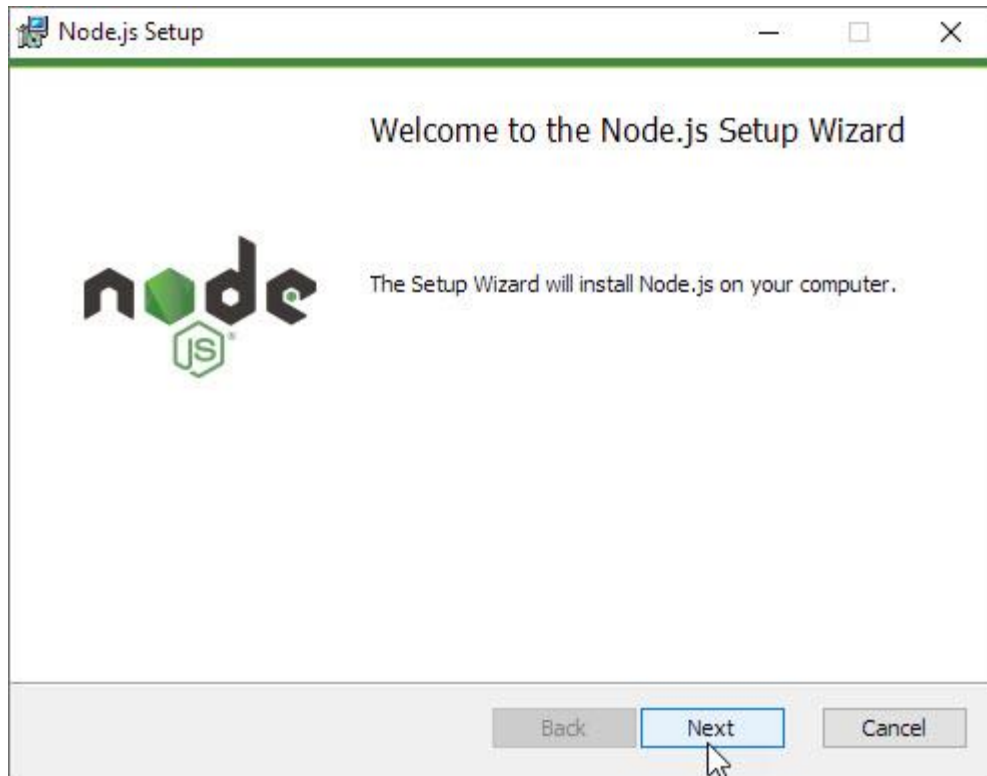 Node.js Setup
Welcome to the Node.js Setup Wizard
node
JS®
The Setup Wizard will install Node.js on your computer.
Back
Next
Cancel